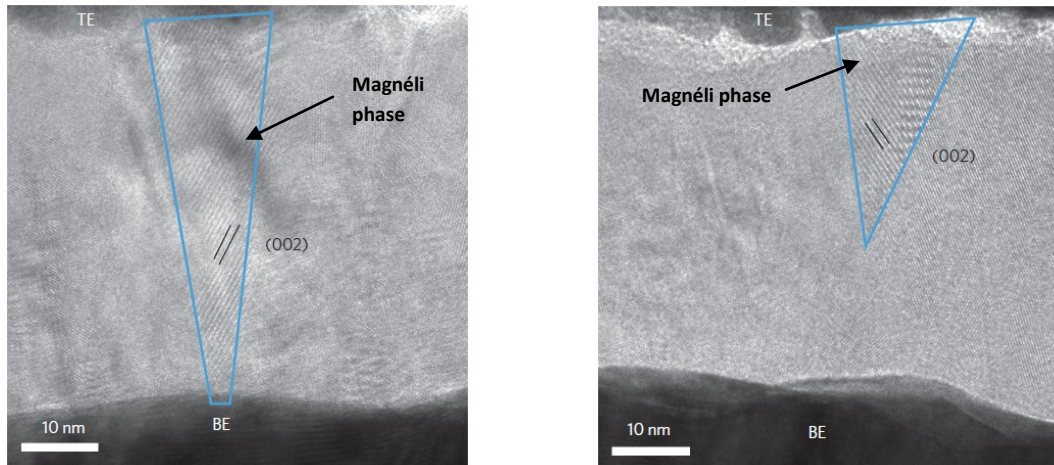 TE
Magnéli
phase
(002)
10 nm
BE
TE
Magnéli phase
(002)
10 nm
BE